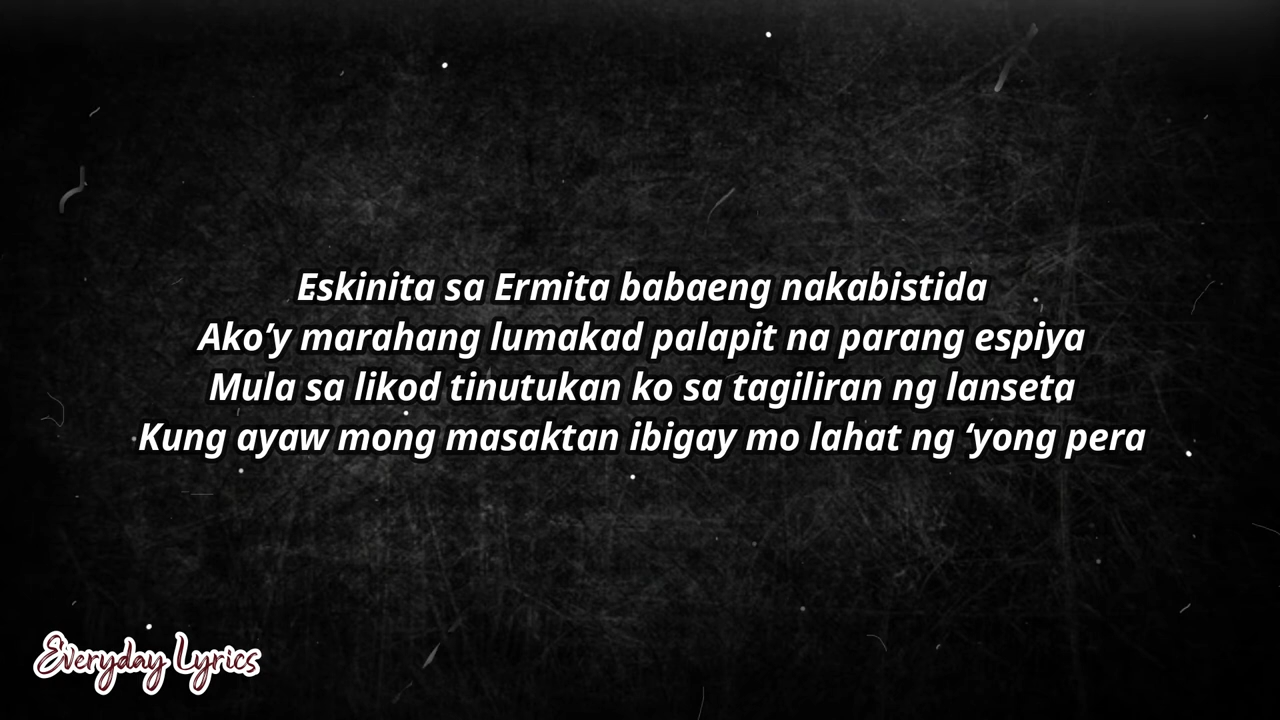 Eskinita sa Ermita babaeng nakabistida
Ako’y marahang lumakad palapit na parang espiya
Mula sa likod tinutukan ko sa tagiliran ng lanseta
Kung ayaw mong masaktan ibigay mo lahat ng ‘yong pera
Everyday Lyrics